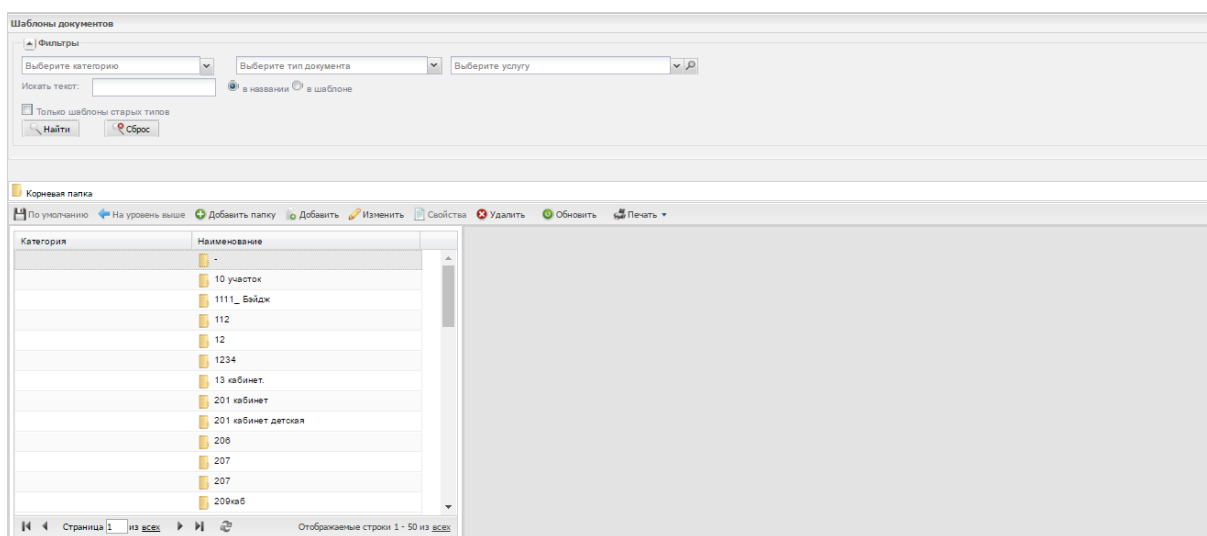 Шаблоны документов
Фильтры
Выберите категорию Выберите тип документа Выберите услугу
Искать текст: в названии в шаблоне
Только шаблоны старых типов
Найти Сброс
Корневая папка
По умолчанию На уровень выше Добавить папку Добавить Изменить Свойства Удалить Обновить Печать
Категория Наименование
-
10 участок
1111_ Бэйдж
112
12
1234
13 кабинет.
201 кабинет
201 кабинет детская
206
207
207
209каб
Страница 1 из всех Отображаемые строки 1 - 50 из всех